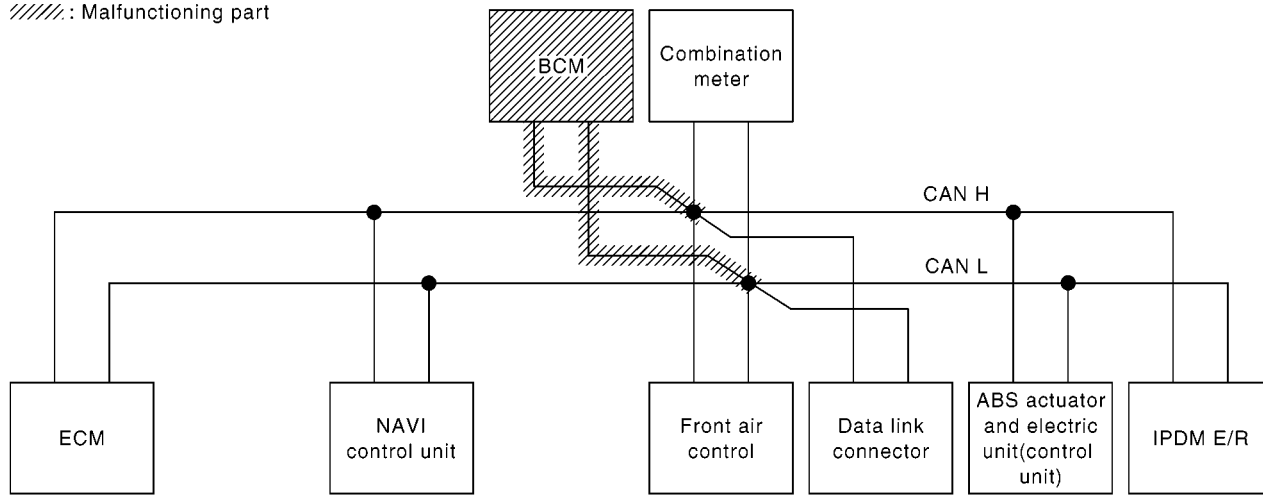 : Malfunctioning part
BCM
Combination
meter
CAN H
CAN L
ECM
NAVI
control unit
Front air
control
Data link
connector
ABS actuator
and electric
unit(control
unit)
IPDM E/R